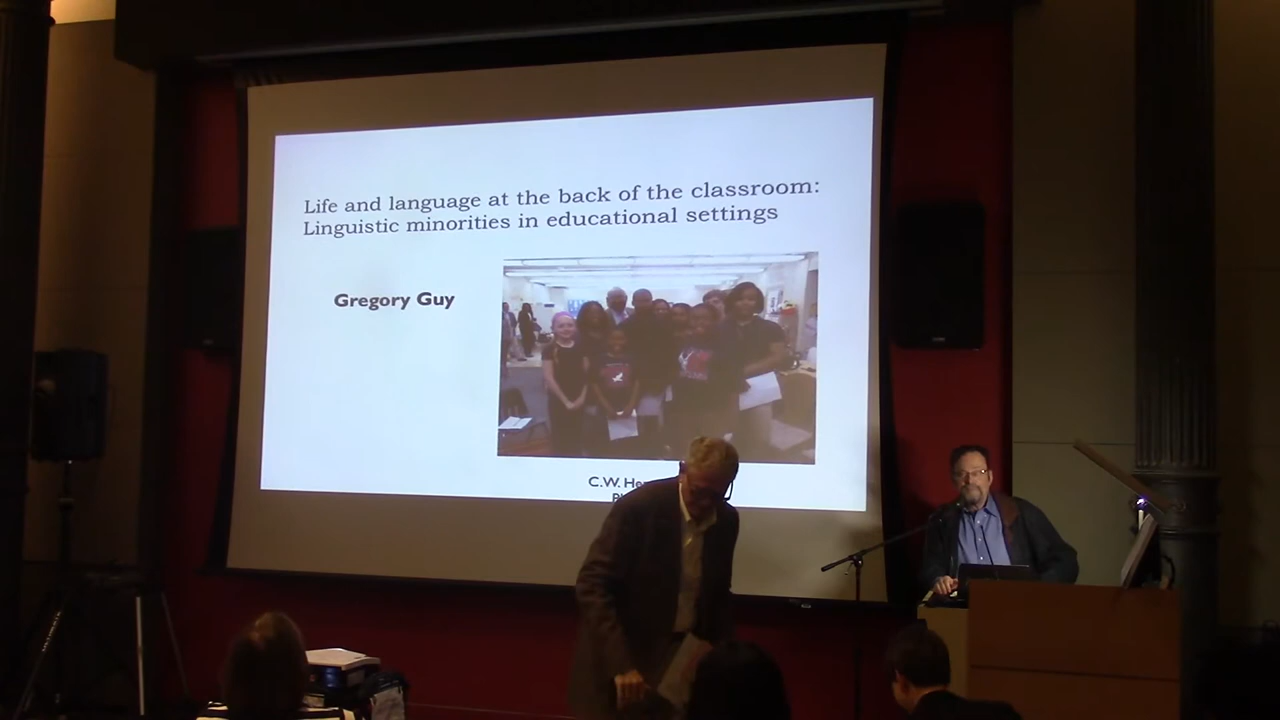 Life and language at the back of the classroom:
Linguistic minorities in educational settings
Gregory Guy
C.W.